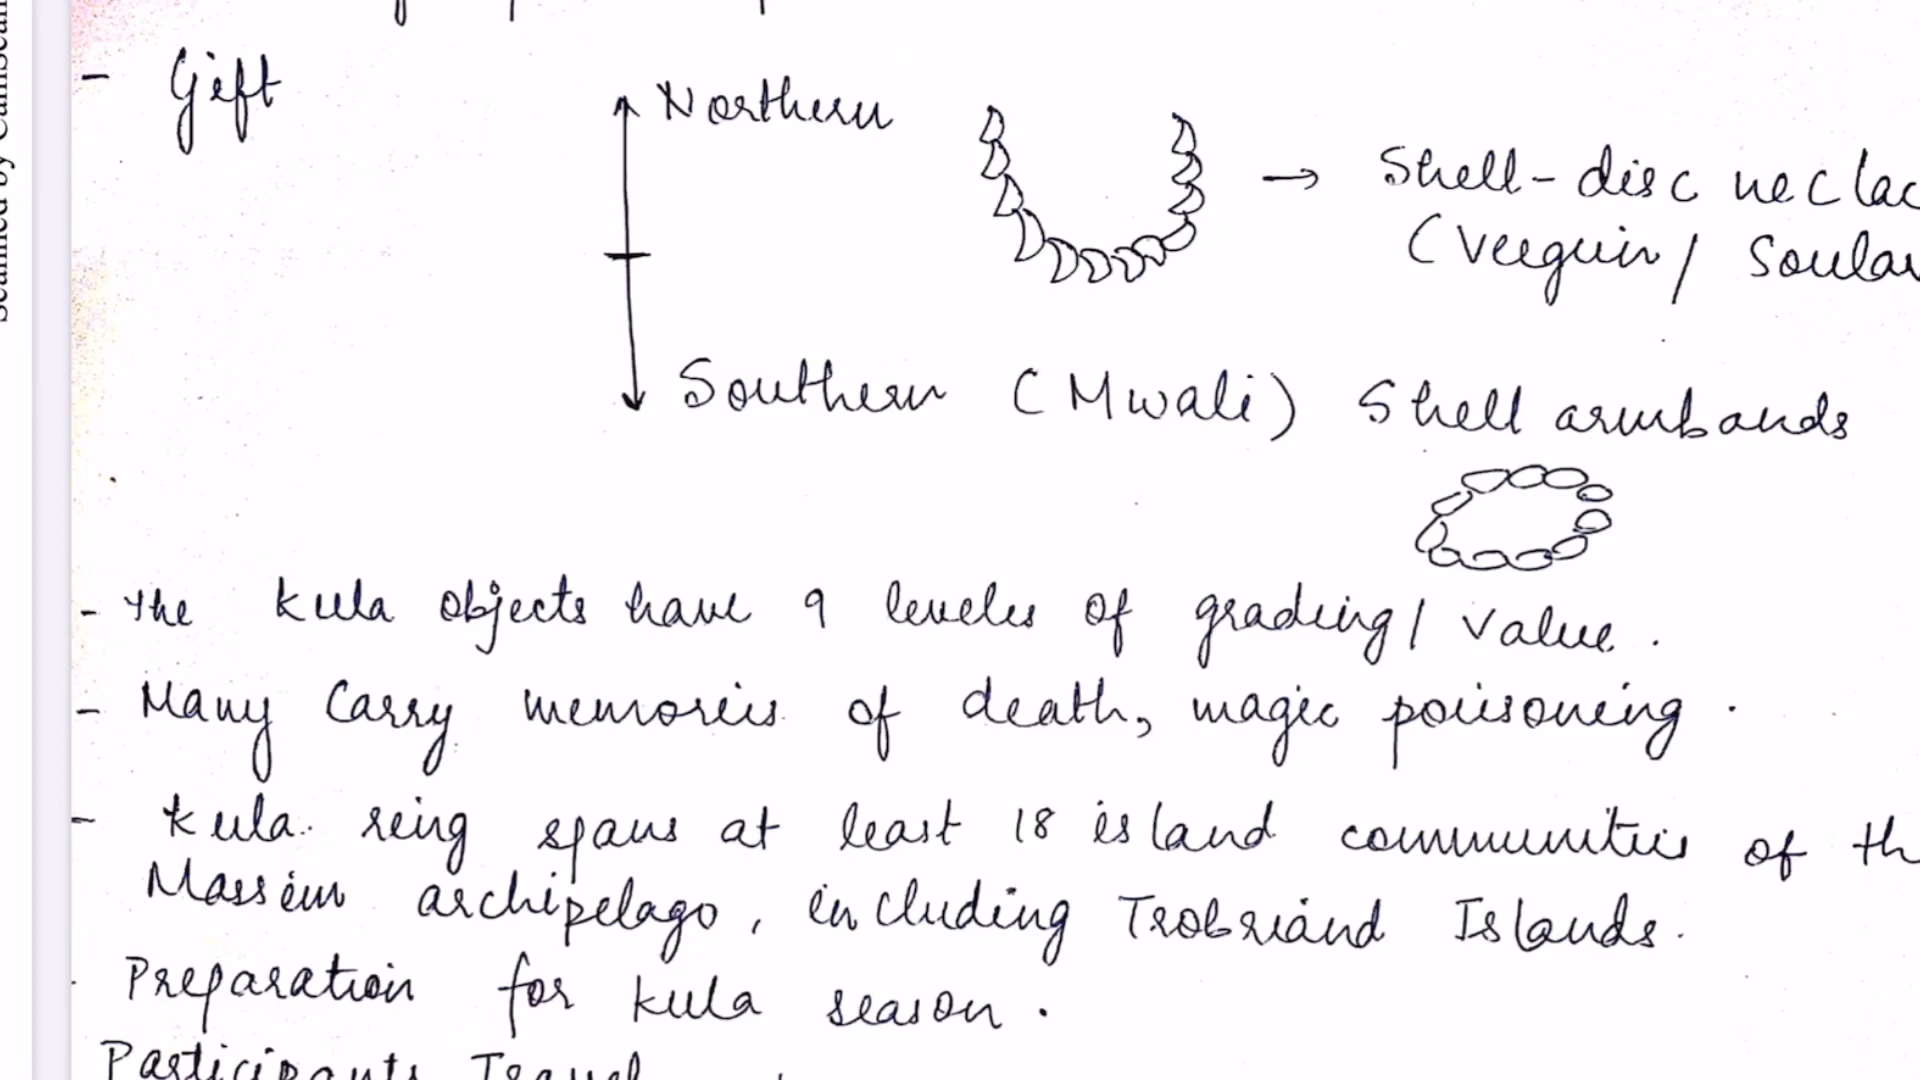 - Gift
Northern
→ Shell-disc neclac
(Veeguin / Soulav
Southern (Mwali) Shell armbands
- The kula objects have 9 levels of grading/ value.
- Many carry memories of death, magic poisoning.
- kula ring spans at least 18 island communities of th
Massim archipelago, including Trobriand Islands.
Preparation for kula season.
Participants Travel